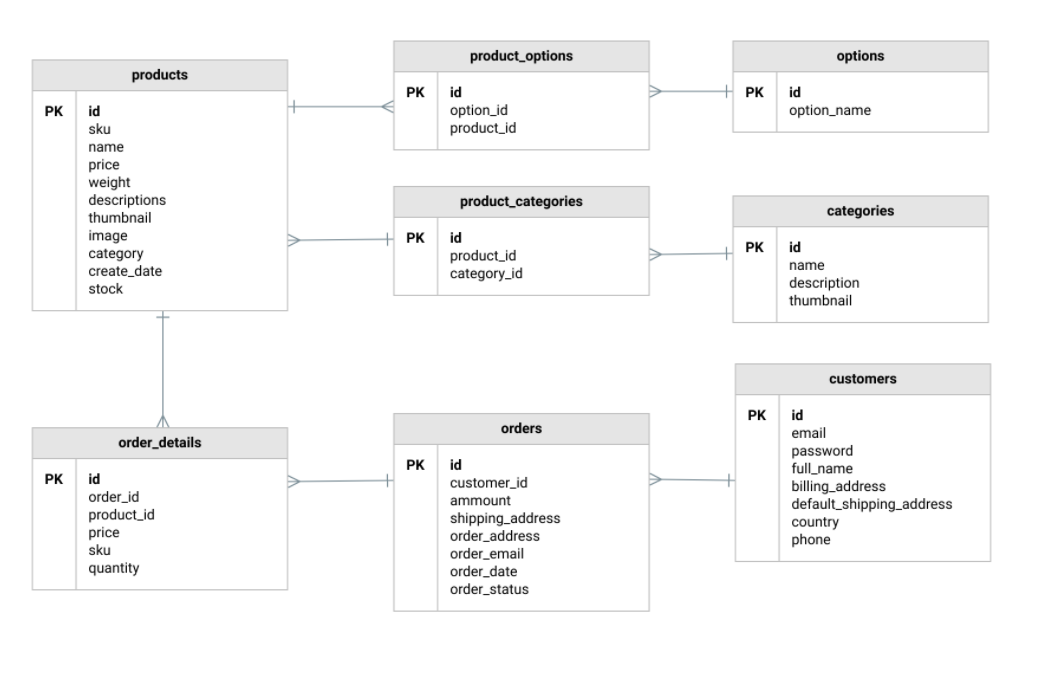 products
PK
id
sku
name
price
weight
descriptions
thumbnail
image
category
create_date
stock
product_options
PK
id
option_id
product_id
options
PK
id
option_name
product_categories
PK
id
product_id
category_id
categories
PK
id
name
description
thumbnail
order_details
PK
id
order_id
product_id
price
sku
quantity
orders
PK
id
customer_id
ammount
shipping_address
order_address
order_email
order_date
order_status
customers
PK
id
email
password
full_name
billing_address
default_shipping_address
country
phone